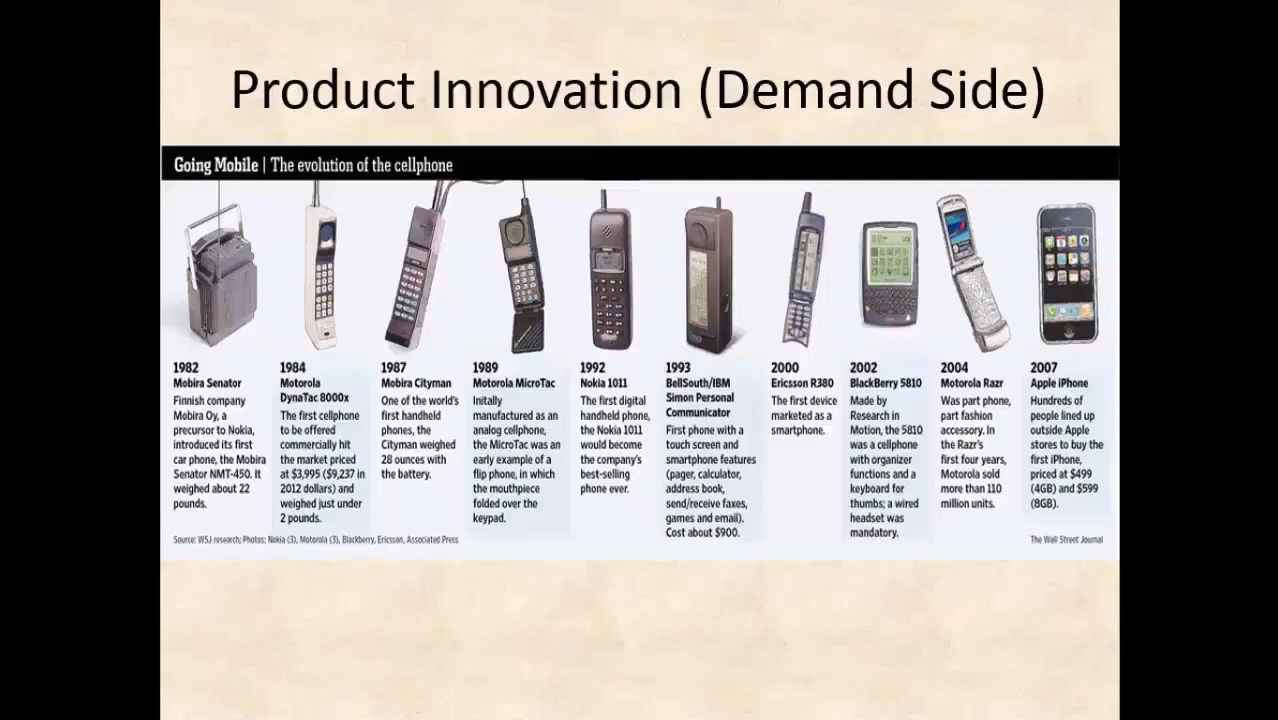 Product Innovation (Demand Side)
Going Mobile | The evolution of the cellphone
1982
Mobira Senator
Finnish company
Mobira Oy, a
precursor to Nokia,
introduced its first
car phone, the Mobira
Senator NMT-450. It
weighed about 22
pounds.
1984
Motorola
DynaTac 8000x
The first cellphone
to be offered
commercially hit
the market priced
at $3,995 ($9,237 in
2012 dollars) and
weighed just under
2 pounds.
1987
Mobira Cityman
One of the world's
first handheld
phones, the
Cityman weighed
28 ounces with
the battery.
1989
Motorola MicroTac
Initally
manufactured as an
analog cellphone,
the MicroTac was an
early example of a
flip phone, in which
the mouthpiece
folded over the
keypad.
1992
Nokia 1011
The first digital
handheld phone,
the Nokia 1011
would become
the company's
best-selling
phone ever.
1993
BellSouth/IBM
Simon Personal
Communicator
First phone with a
touch screen and
smartphone features
(pager, calculator,
address book,
send/receive faxes,
games and email).
Cost about $900.
2000
Ericsson R380
The first device
marketed as a
smartphone.
2002
BlackBerry 5810
Made by
Research in
Motion, the 5810
was a cellphone
with organizer
functions and a
keyboard for
thumbs; a wired
headset was
mandatory.
2004
Motorola Razr
Was part phone,
part fashion
accessory. In
the Razr's
first four years,
Motorola sold
more than 110
million units.
2007
Apple iPhone
Hundreds of
people lined up
outside Apple
stores to buy the
first iPhone,
priced at $499
(4GB) and $599
(8GB).
Source: WSJ research; Photos: Nokia (3), Motorola (3), Blackberry, Ericsson, Associated Press
The Wall Street Journal